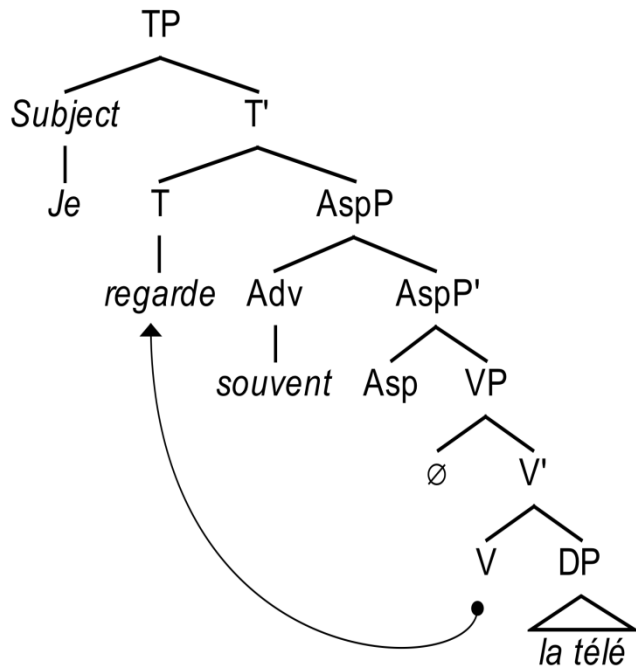 TP
Subject T'
Je T AspP
regarde Adv AspP'
souvent Asp VP
∅ V'
V DP
la télé